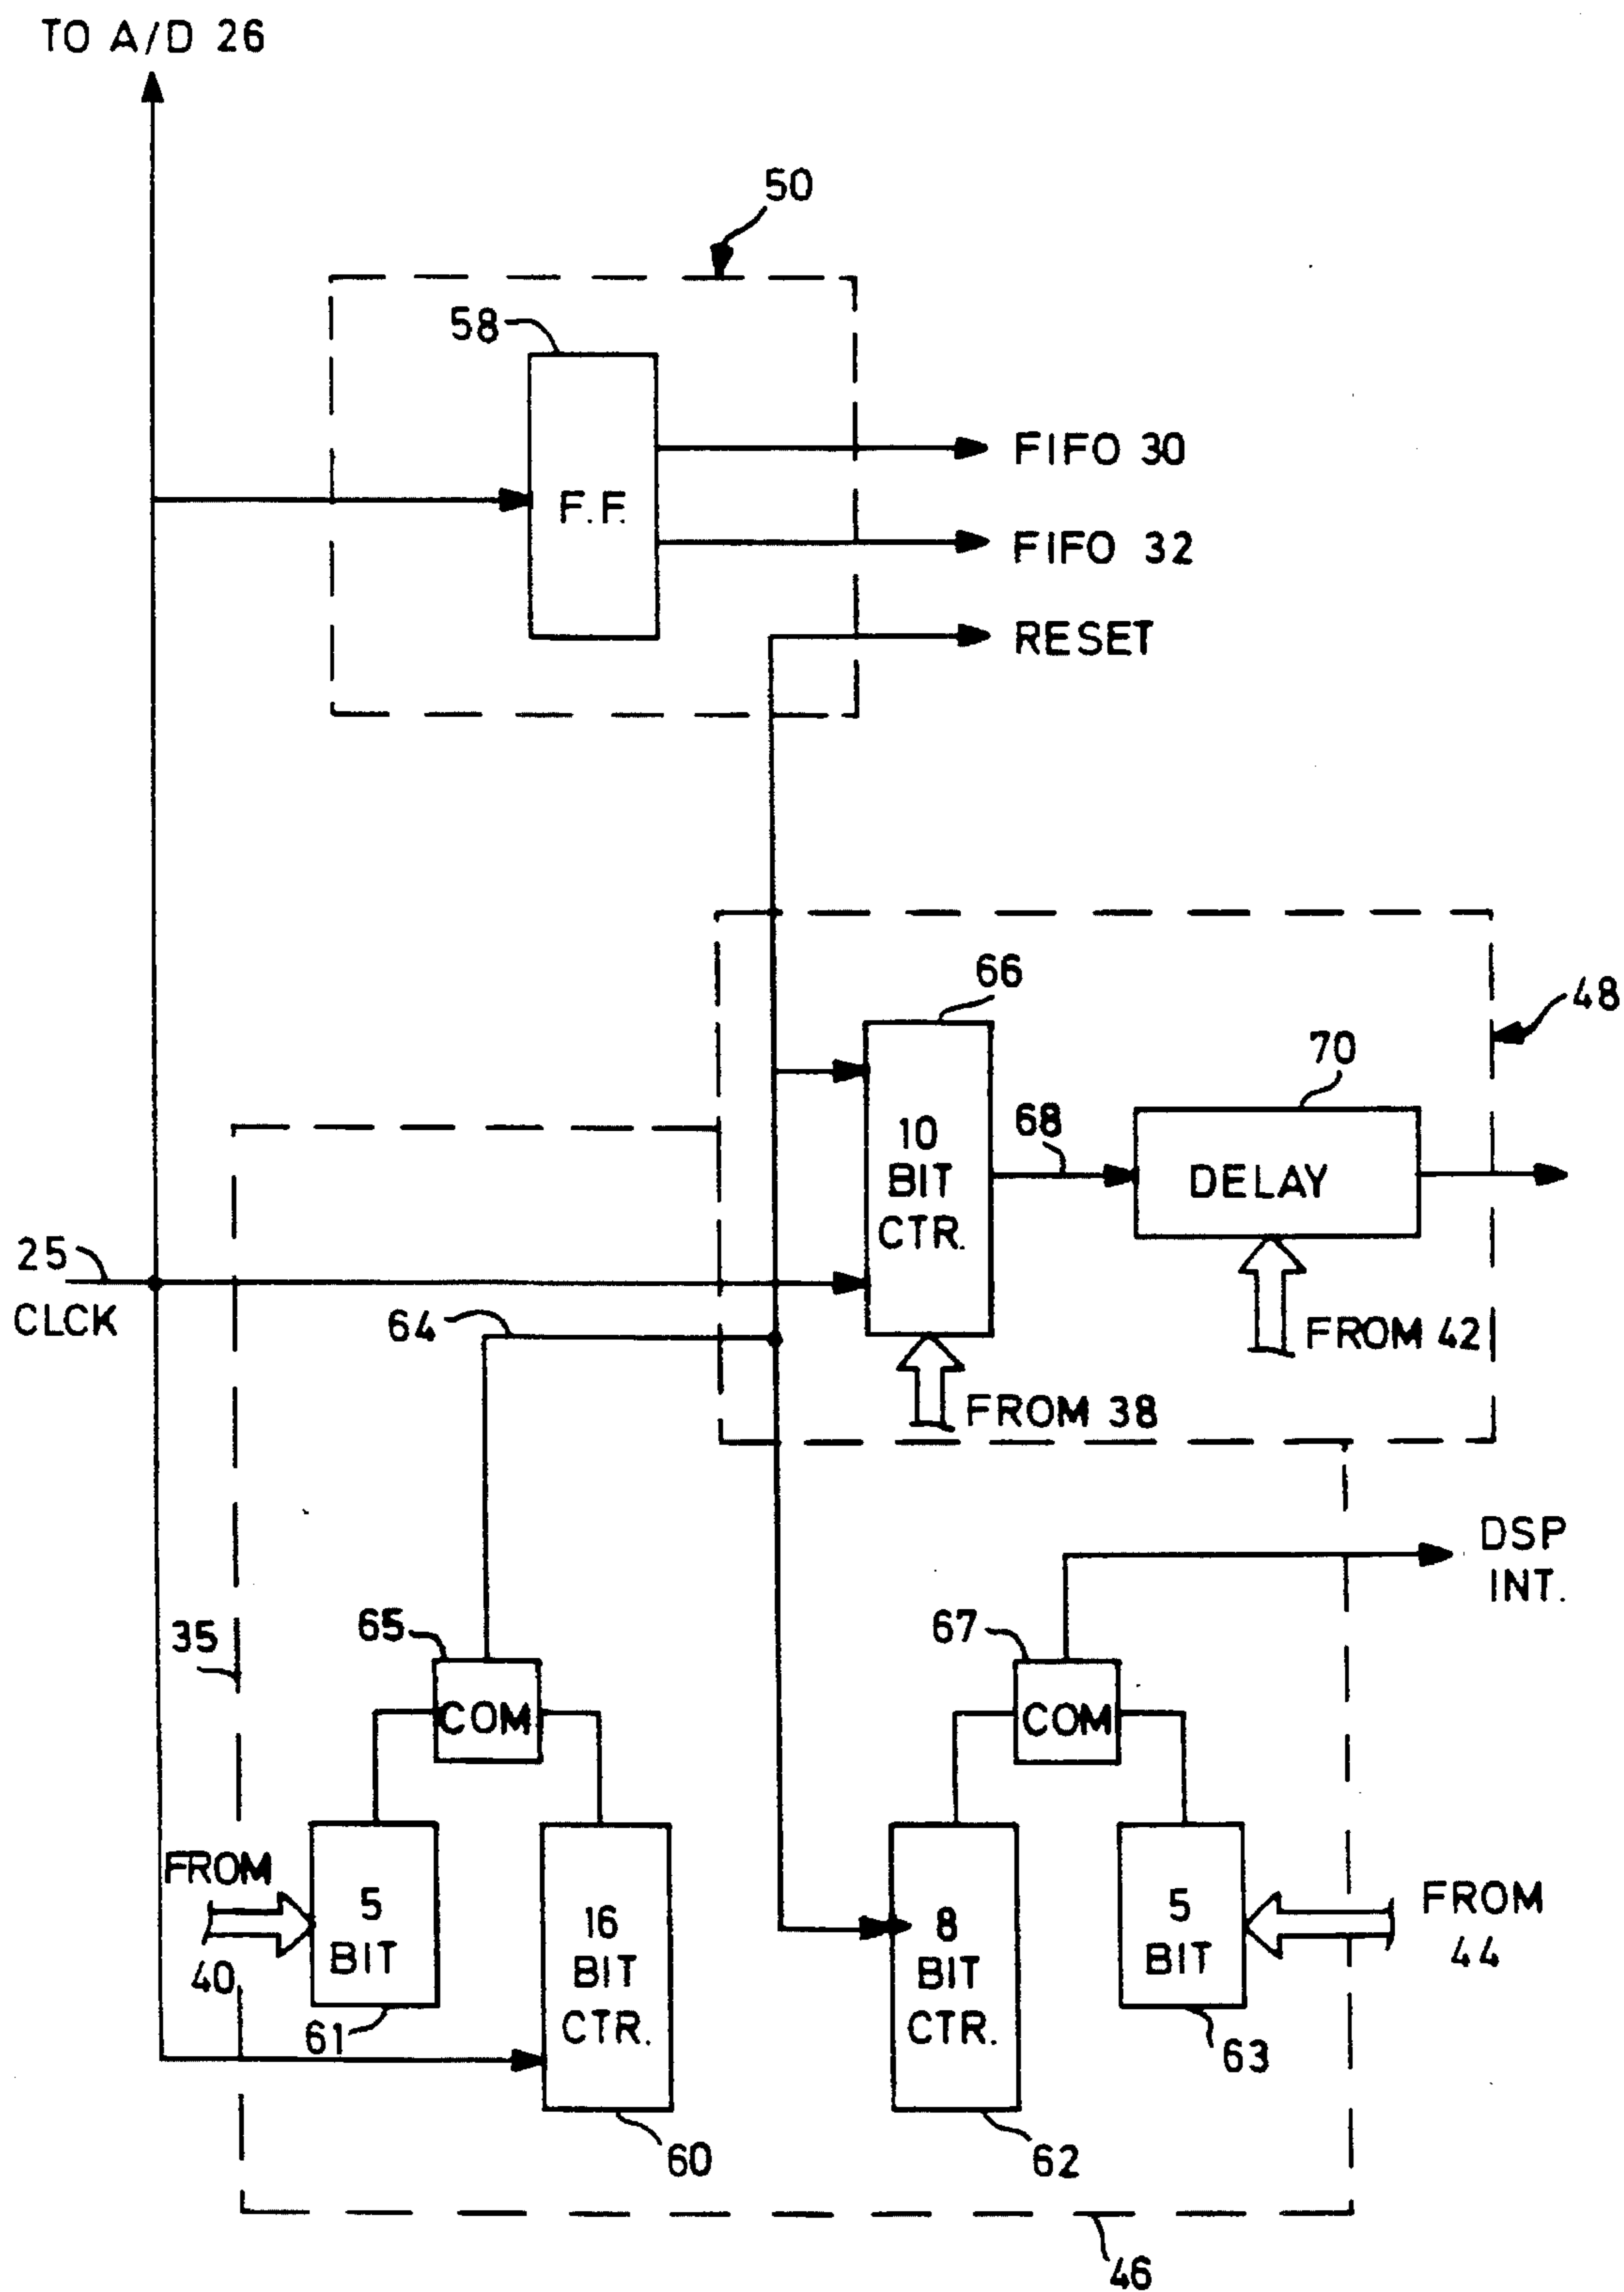 TO A/D 26
50
58
F.F.
FIFO 30
FIFO 32
RESET
66
48
70
10
BIT
CTR.
68
DELAY
25
CLCK
64
FROM 42
FROM 38
DSP
INT.
35
65
67
COM
COM
FROM
40
5
BIT
16
BIT
CTR.
8
BIT
CTR.
5
BIT
FROM
44
61
63
60
62
46